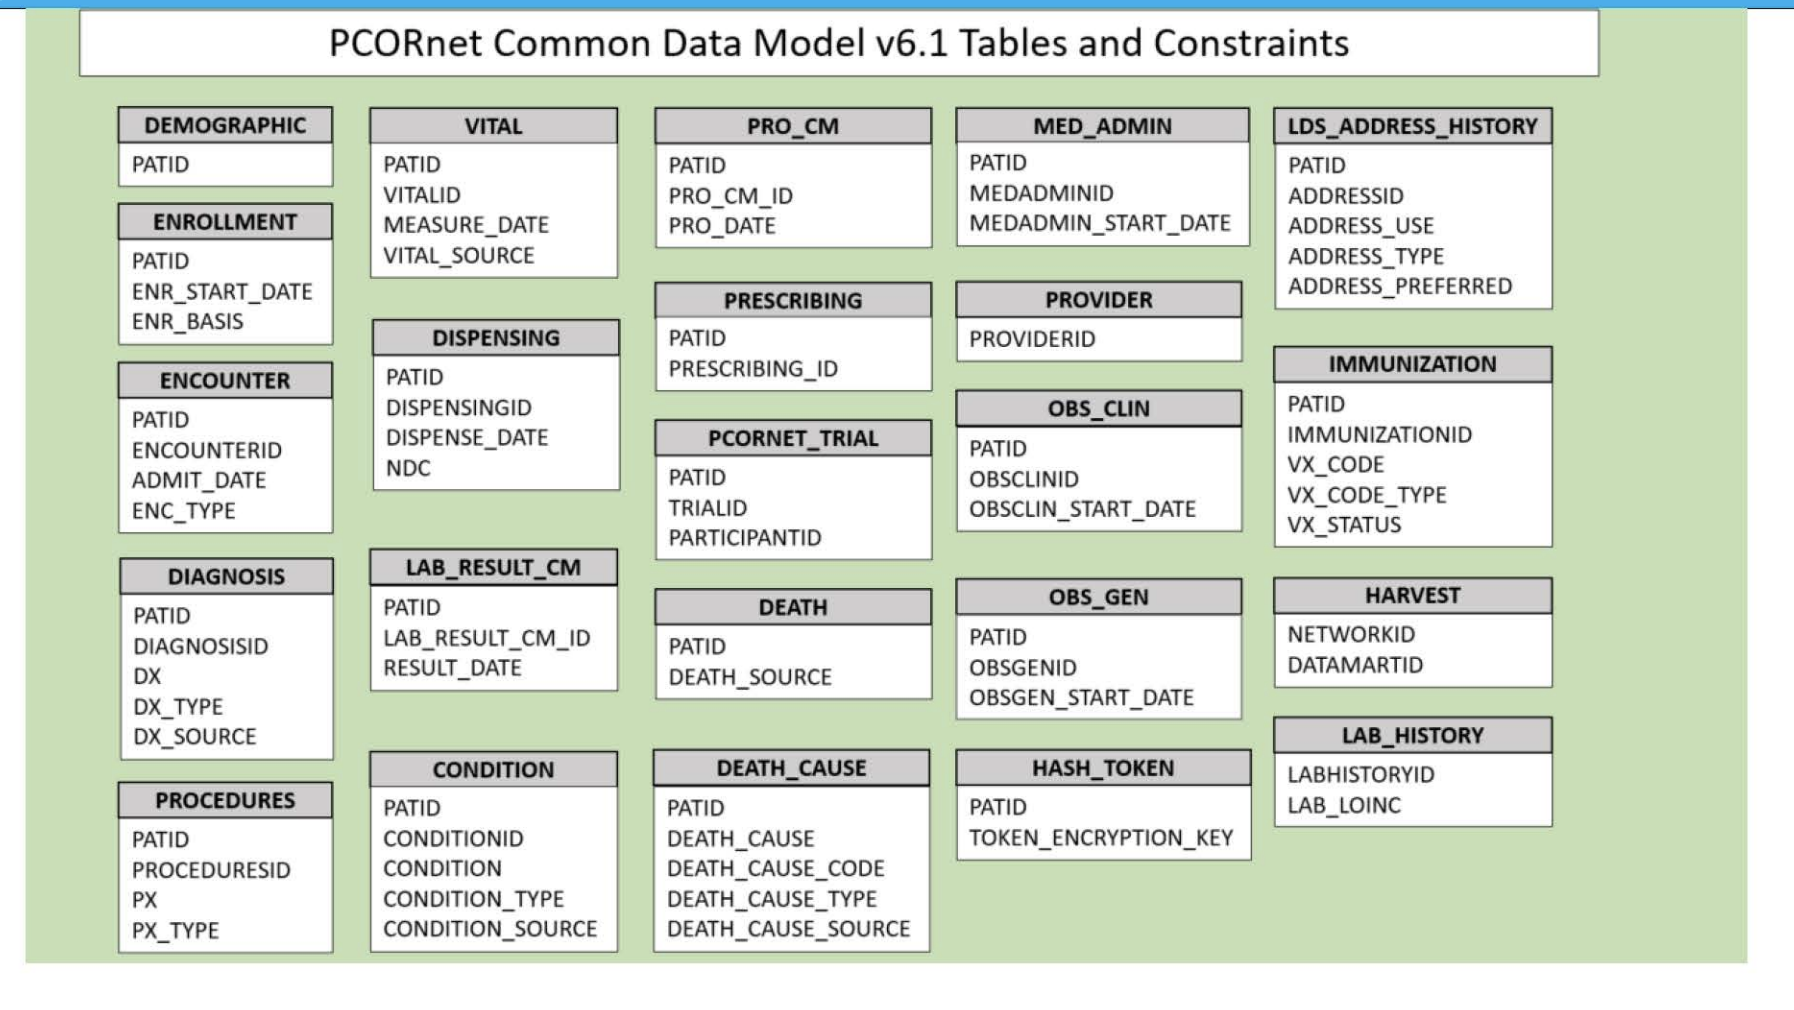 PCORnet Common Data Model v6.1 Tables and Constraints
DEMOGRAPHIC
PATID
ENROLLMENT
PATID
ENR_START_DATE
ENR_BASIS
ENCOUNTER
PATID
ENCOUNTERID
ADMIT_DATE
ENC_TYPE
DIAGNOSIS
PATID
DIAGNOSISID
DX
DX_TYPE
DX_SOURCE
PROCEDURES
PATID
PROCEDURESID
PX
PX_TYPE
VITAL
PATID
VITALID
MEASURE_DATE
VITAL_SOURCE
DISPENSING
PATID
DISPENSINGID
DISPENSE_DATE
NDC
LAB_RESULT_CM
PATID
LAB_RESULT_CM_ID
RESULT_DATE
CONDITION
PATID
CONDITIONID
CONDITION
CONDITION_TYPE
CONDITION_SOURCE
PRO_CM
PATID
PRO_CM_ID
PRO_DATE
PRESCRIBING
PATID
PRESCRIBING_ID
PCORNET_TRIAL
PATID
TRIALID
PARTICIPANTID
DEATH
PATID
DEATH_SOURCE
DEATH_CAUSE
PATID
DEATH_CAUSE
DEATH_CAUSE_CODE
DEATH_CAUSE_TYPE
DEATH_CAUSE_SOURCE
MED_ADMIN
PATID
MEDADMINID
MEDADMIN_START_DATE
PROVIDER
PROVIDERID
OBS_CLIN
PATID
OBSCLINID
OBSCLIN_START_DATE
OBS_GEN
PATID
OBSGENID
OBSGEN_START_DATE
HASH_TOKEN
PATID
TOKEN_ENCRYPTION_KEY
LDS_ADDRESS_HISTORY
PATID
ADDRESSID
ADDRESS_USE
ADDRESS_TYPE
ADDRESS_PREFERRED
IMMUNIZATION
PATID
IMMUNIZATIONID
VX_CODE
VX_CODE_TYPE
VX_STATUS
HARVEST
NETWORKID
DATAMARTID
LAB_HISTORY
LABHISTORYID
LAB_LOINC